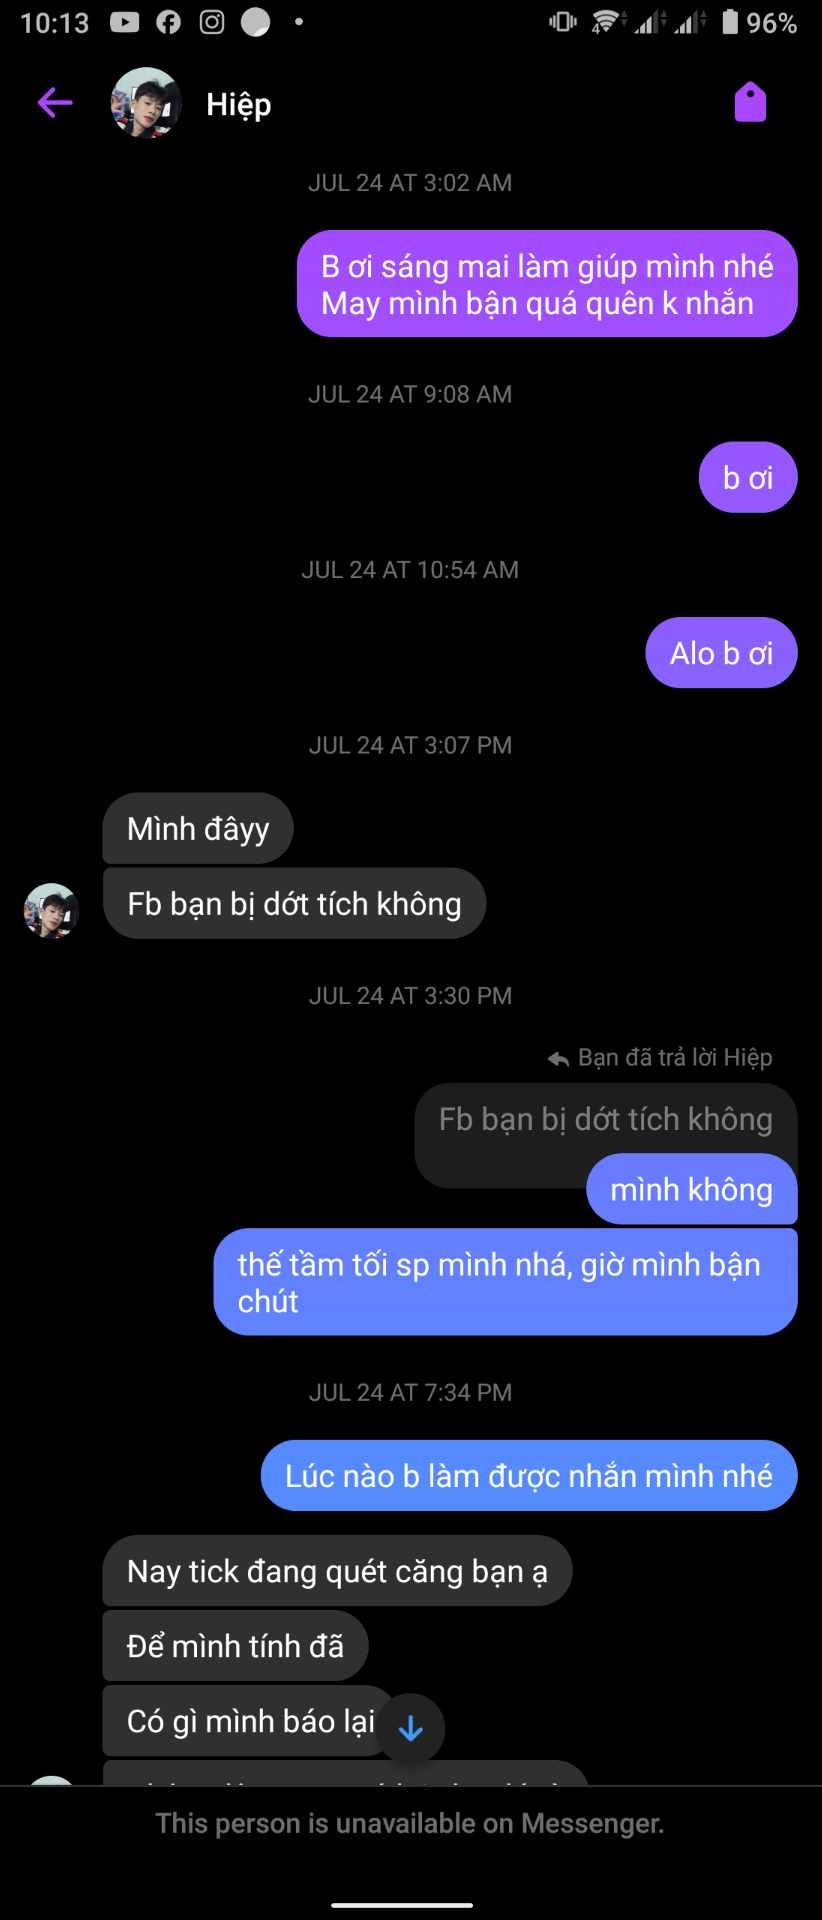 10:13
4
96%
Hiệp
JUL 24 AT 3:02 AM
B ơi sáng mai làm giúp mình nhé
May mình bận quá quên k nhắn
JUL 24 AT 9:08 AM
b ơi
JUL 24 AT 10:54 AM
Alo b ơi
JUL 24 AT 3:07 PM
Mình đâyy
Fb bạn bị dớt tích không
JUL 24 AT 3:30 PM
Bạn đã trả lời Hiệp
Fb bạn bị dớt tích không
mình không
thế tầm tối sp mình nhá, giờ mình bận
chút
JUL 24 AT 7:34 PM
Lúc nào b làm được nhắn mình nhé
Nay tick đang quét căng bạn ạ
Để mình tính đã
Có gì mình báo lại
This person is unavailable on Messenger.